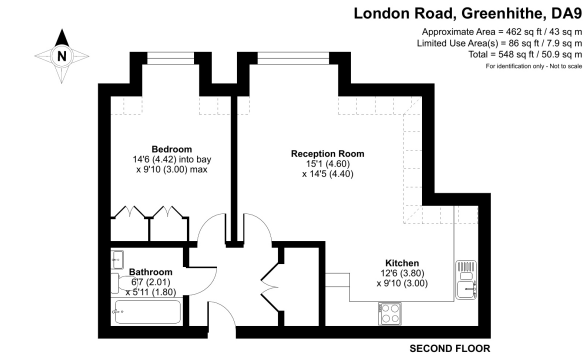 London Road, Greenhithe, DA9
Approximate Area = 462 sq ft / 43 sq m
Limited Use Area(s) = 86 sq ft / 7.9 sq m
Total = 548 sq ft / 50.9 sq m
For identification only - Not to scale
N
Bedroom
14'6 (4.42) into bay
x 9'10 (3.00) max
Reception Room
15'1 (4.60)
x 14'5 (4.40)
Kitchen
12'6 (3.80)
x 9'10 (3.00)
Bathroom
6'7 (2.01)
x 5'11 (1.80)
SECOND FLOOR